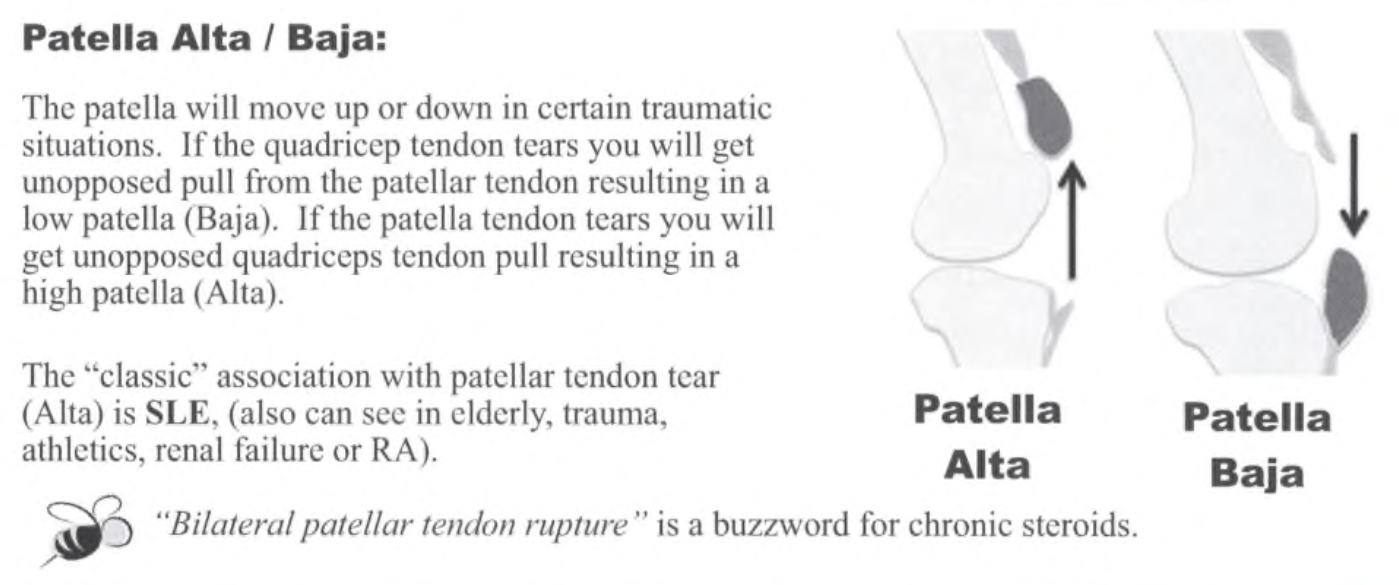 Patella Alta / Baja:
The patella will move up or down in certain traumatic
situations. If the quadricep tendon tears you will get
unopposed pull from the patellar tendon resulting in a
low patella (Baja). If the patella tendon tears you will
get unopposed quadriceps tendon pull resulting in a
high patella (Alta).
The “classic” association with patellar tendon tear
(Alta) is SLE, (also can see in elderly, trauma,
athletics, renal failure or RA).
Patella
Alta
Patella
Baja
“Bilateral patellar tendon rupture” is a buzzword for chronic steroids.